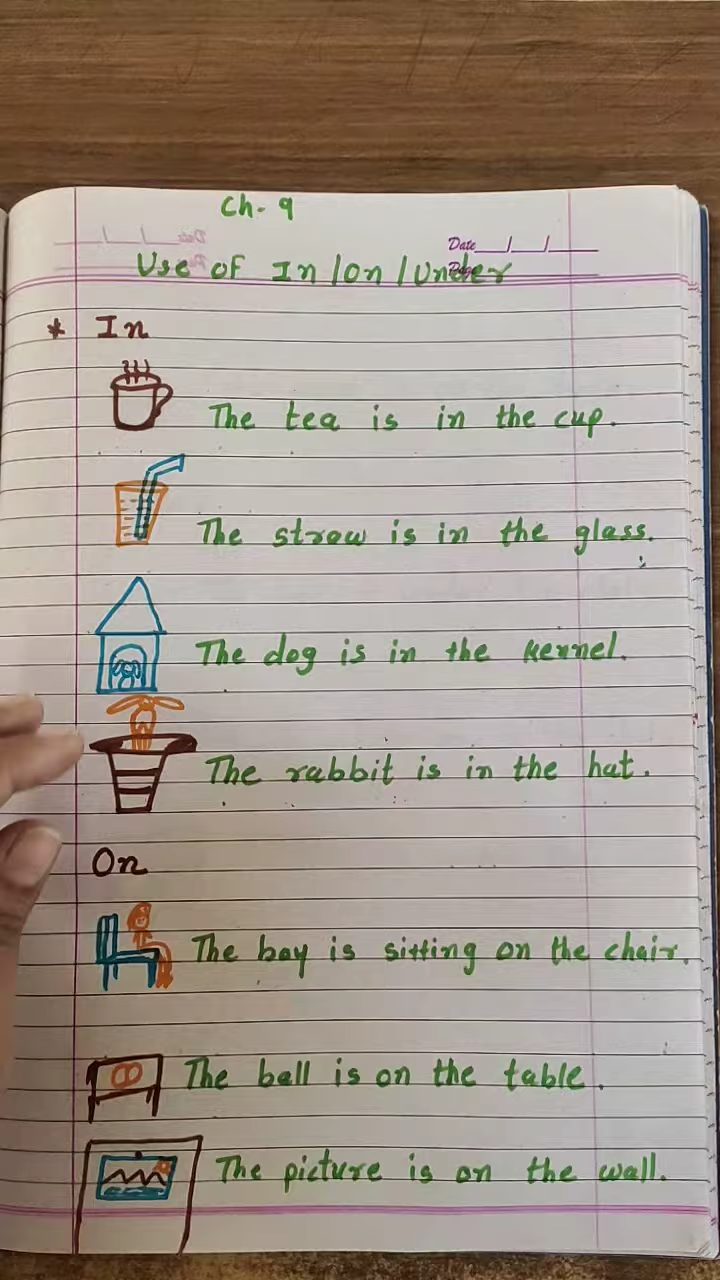 Ch- 9
Date
Use of In/on/Under
* In
The tea is in the cup.
The straw is in the glass.
The dog is in the kennel.
The rabbit is in the hat.
On
The boy is sitting on the chair.
The ball is on the table.
The picture is on the wall.